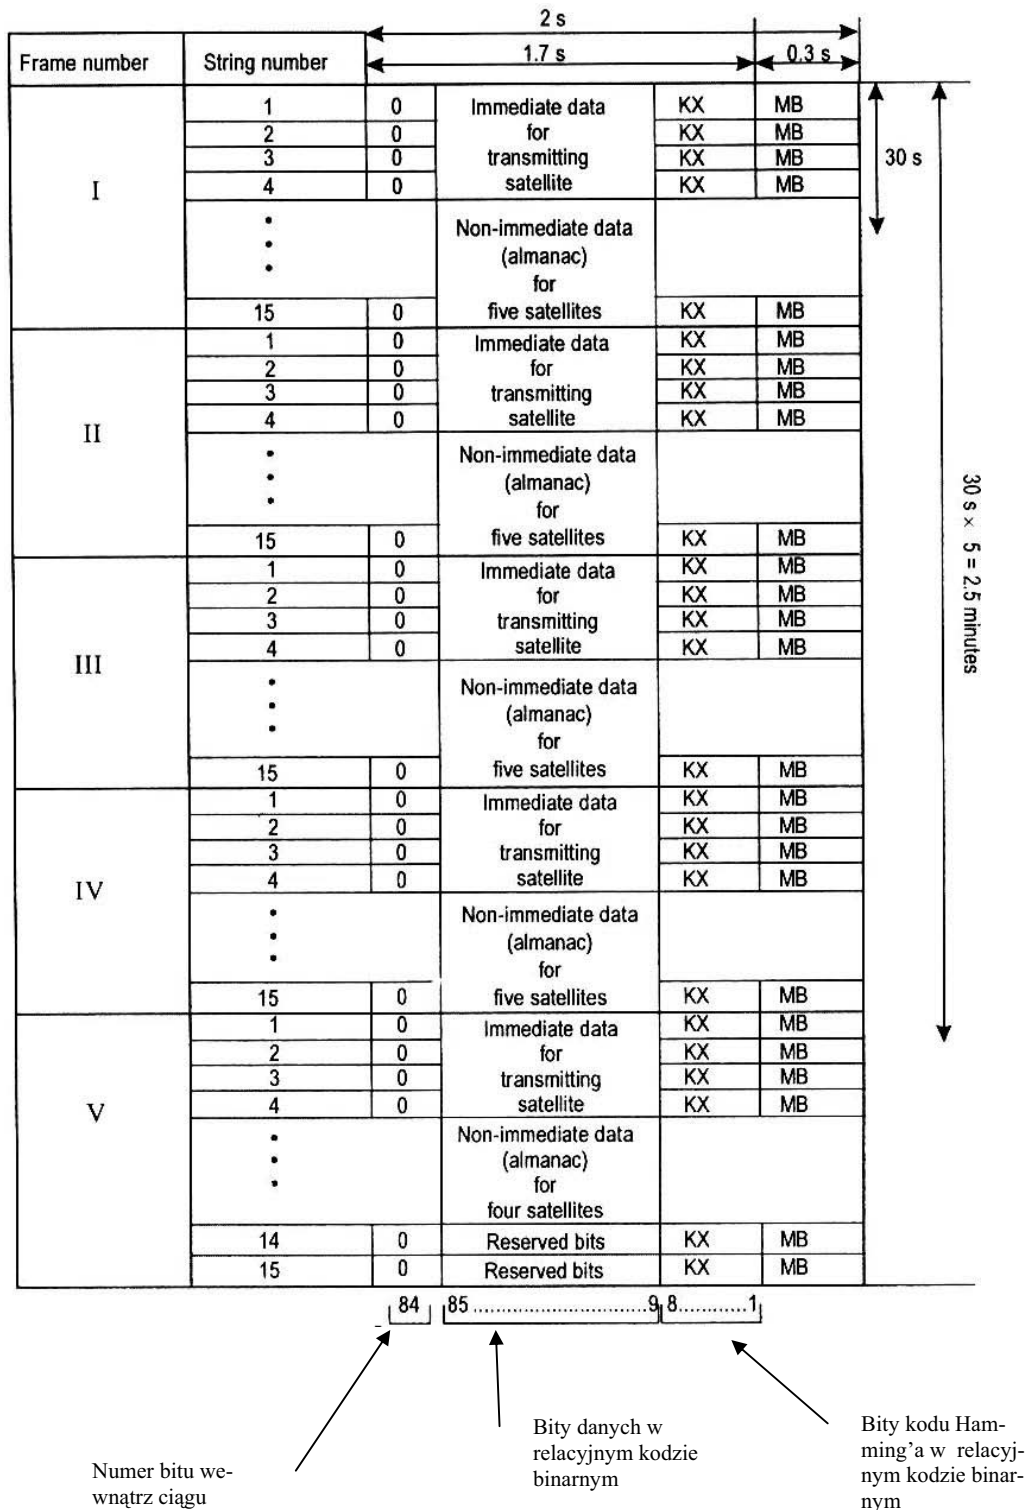 2 s
1.7 s 0.3 s
Frame number String number
1 0 Immediate data KX MB
2 0 for KX MB
3 0 transmitting KX MB
4 0 satellite KX MB
I
30 s
Non-immediate data
(almanac)
for
15 0 five satellites KX MB
1 0 Immediate data KX MB
2 0 for KX MB
3 0 transmitting KX MB
4 0 satellite KX MB
II
Non-immediate data
(almanac)
for
15 0 five satellites KX MB
30 s × 5 = 2.5 minutes
1 0 Immediate data KX MB
2 0 for KX MB
3 0 transmitting KX MB
4 0 satellite KX MB
III
Non-immediate data
(almanac)
for
15 0 five satellites KX MB
1 0 Immediate data KX MB
2 0 for KX MB
3 0 transmitting KX MB
4 0 satellite KX MB
IV
Non-immediate data
(almanac)
for
15 0 five satellites KX MB
1 0 Immediate data KX MB
2 0 for KX MB
3 0 transmitting KX MB
4 0 satellite KX MB
V
Non-immediate data
(almanac)
for
four satellites
14 0 Reserved bits KX MB
15 0 Reserved bits KX MB
84 85..............................9 8...........1
Numer bitu we-
wnątrz ciągu
Bity danych w
relacyjnym kodzie
binarnym
Bity kodu Ham-
ming’a w relacyj-
nym kodzie binar-
nym